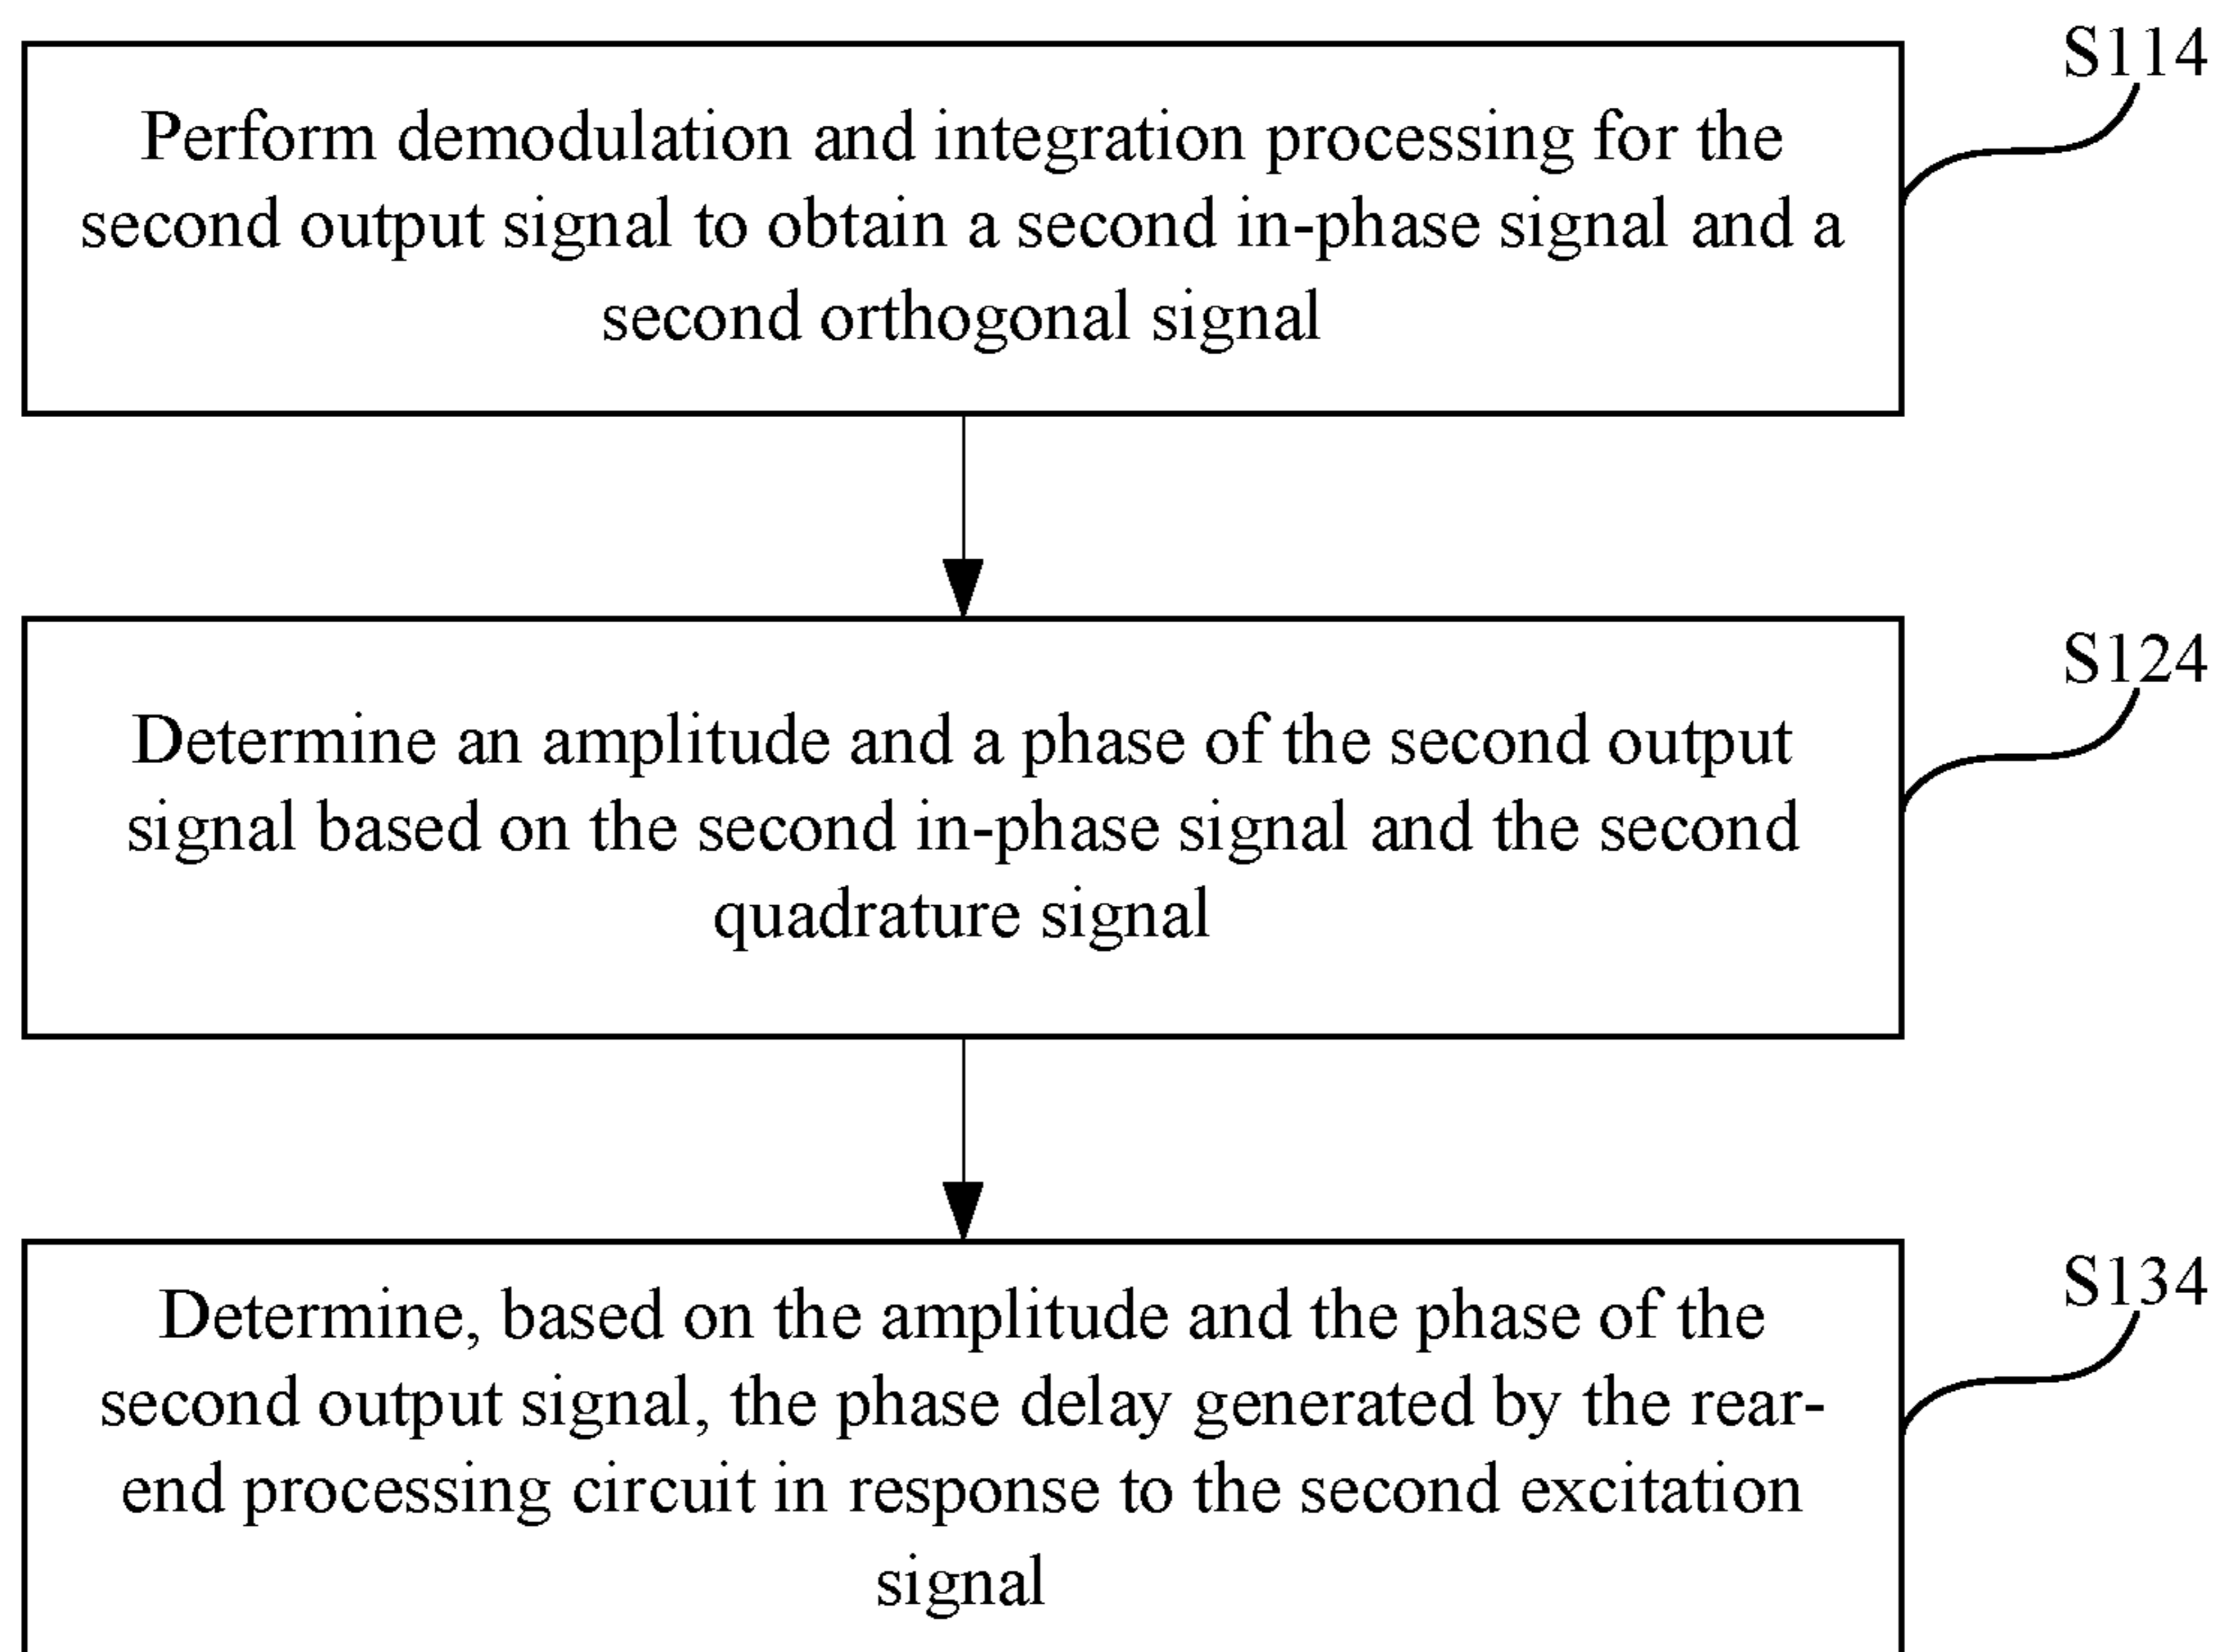 S114
Perform demodulation and integration processing for the
second output signal to obtain a second in-phase signal and a
second orthogonal signal
S124
Determine an amplitude and a phase of the second output
signal based on the second in-phase signal and the second
quadrature signal
S134
Determine, based on the amplitude and the phase of the
second output signal, the phase delay generated by the rear-
end processing circuit in response to the second excitation
signal